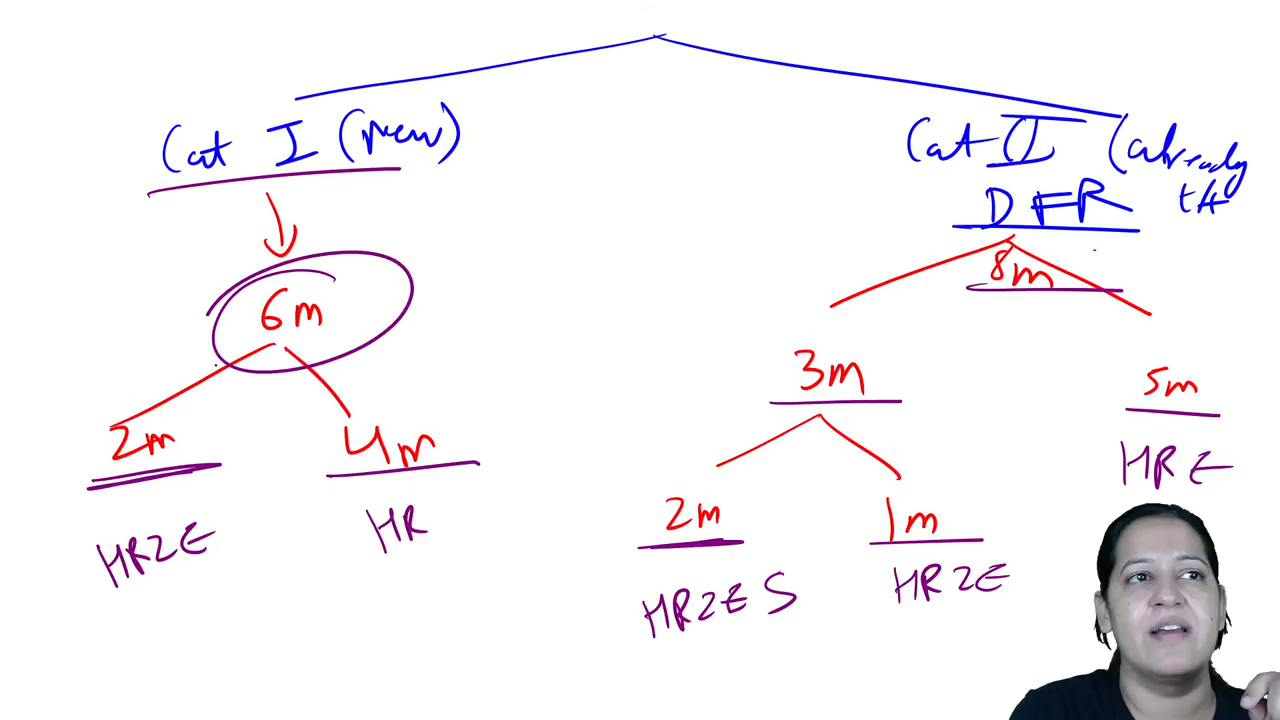 Cat I (new)
Cat II (already
t/t
DFR
8m
6m
2m
4m
HRZE
HR
3m
5m
HRE
2m
1m
HRZES
HRZE